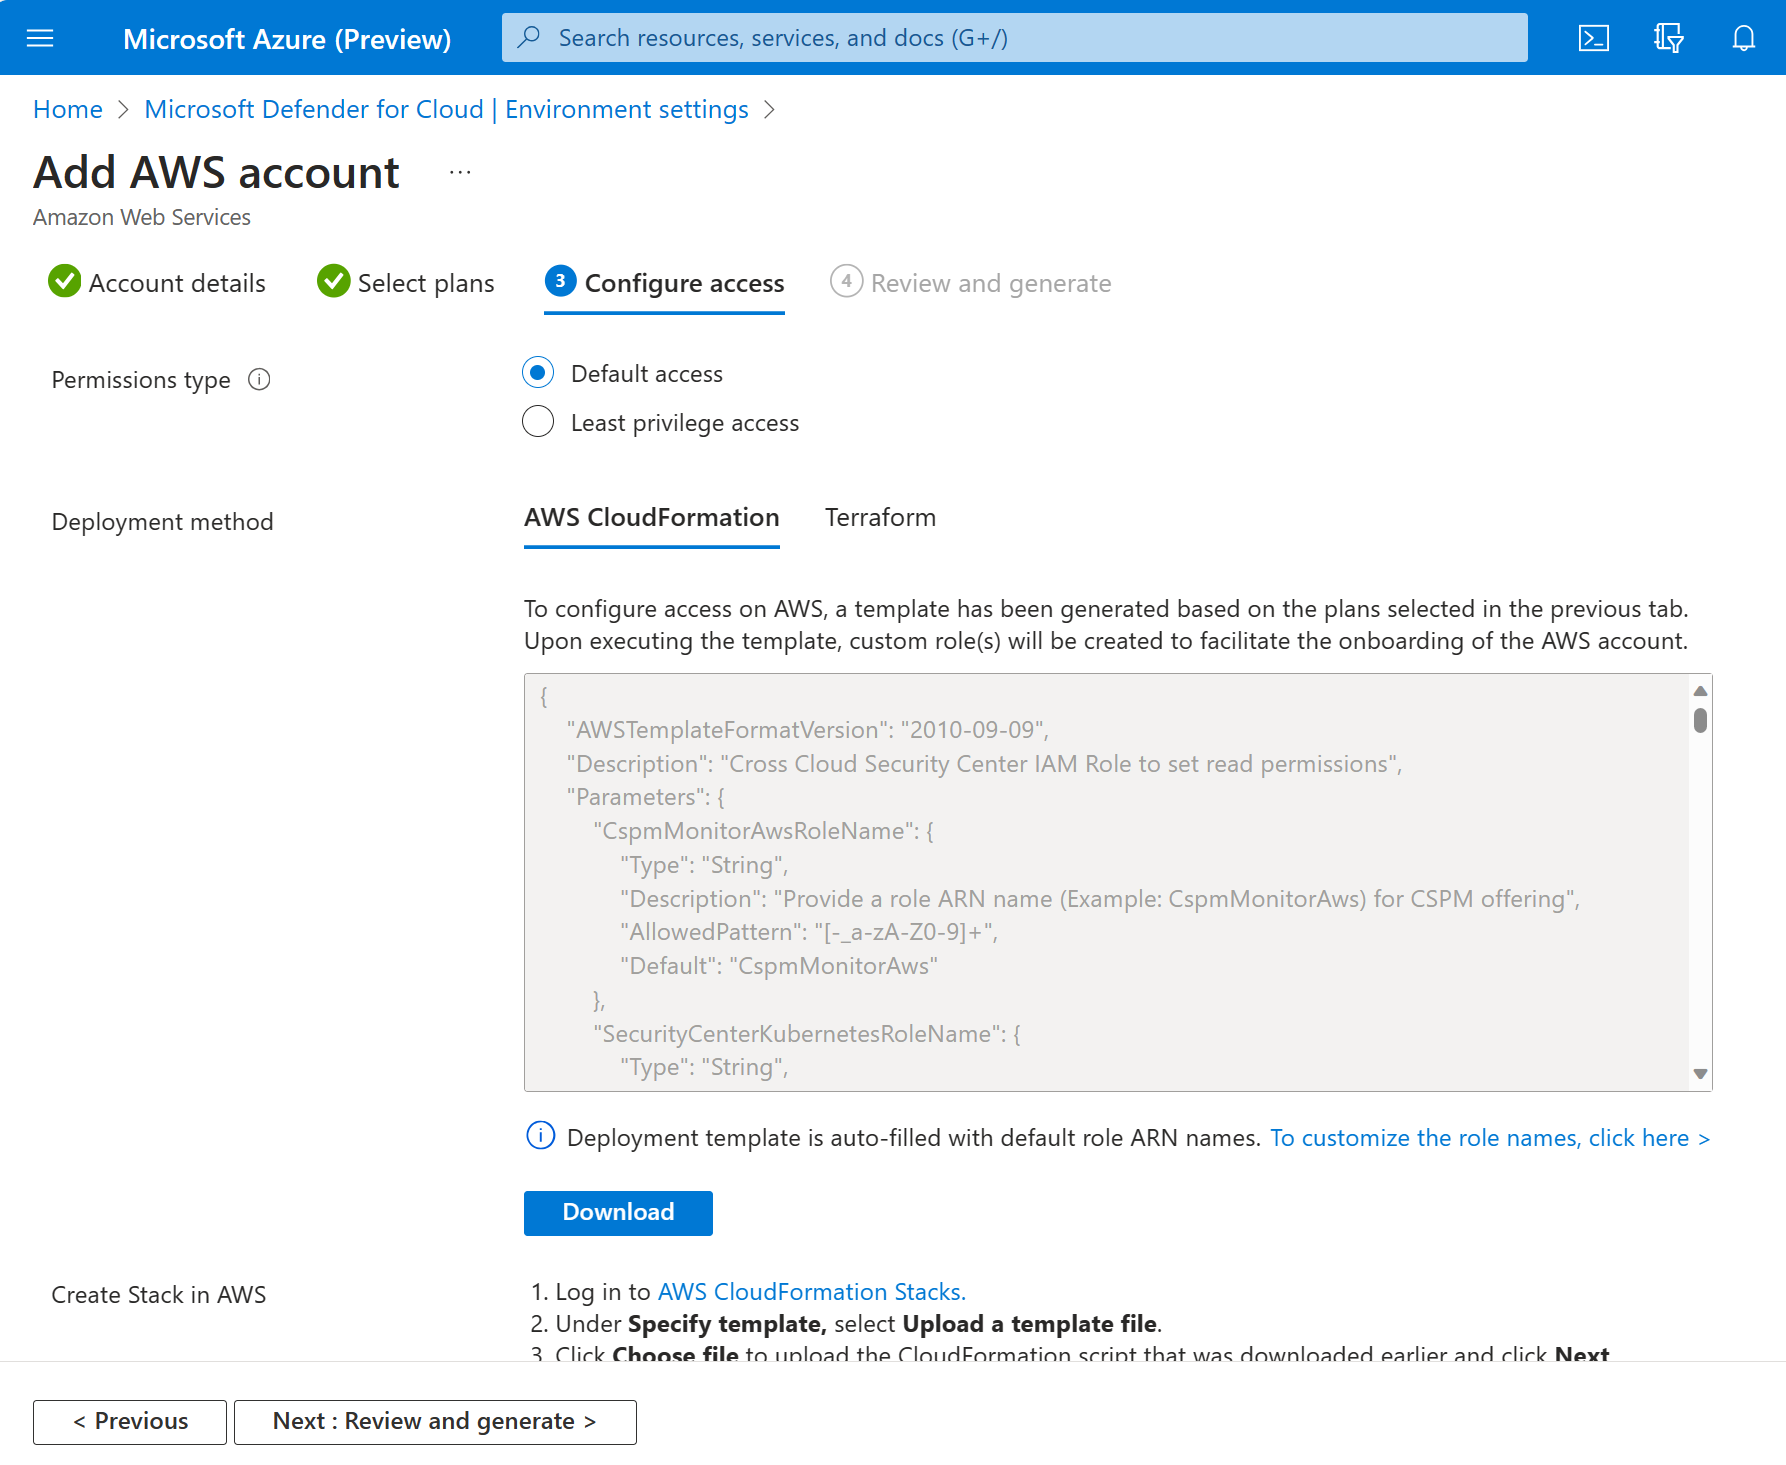 Microsoft Azure (Preview)
Search resources, services, and docs (G+/)
Home > Microsoft Defender for Cloud | Environment settings >
Add AWS account ...
Amazon Web Services
Account details
Select plans
3 Configure access
4 Review and generate
Permissions type
Default access
Least privilege access
Deployment method
AWS CloudFormation
Terraform
To configure access on AWS, a template has been generated based on the plans selected in the previous tab.
Upon executing the template, custom role(s) will be created to facilitate the onboarding of the AWS account.
{
"AWSTemplateFormatVersion": "2010-09-09",
"Description": "Cross Cloud Security Center IAM Role to set read permissions",
"Parameters": {
"CspmMonitorAwsRoleName": {
"Type": "String",
"Description": "Provide a role ARN name (Example: CspmMonitorAws) for CSPM offering",
"AllowedPattern": "[-_a-zA-Z0-9]+",
"Default": "CspmMonitorAws"
},
"SecurityCenterKubernetesRoleName": {
"Type": "String",
Deployment template is auto-filled with default role ARN names. To customize the role names, click here >
Download
Create Stack in AWS
1. Log in to AWS CloudFormation Stacks.
2. Under Specify template, select Upload a template file.
3. Click Choose file to upload the CloudFormation script that was downloaded earlier and click Next
< Previous
Next : Review and generate >